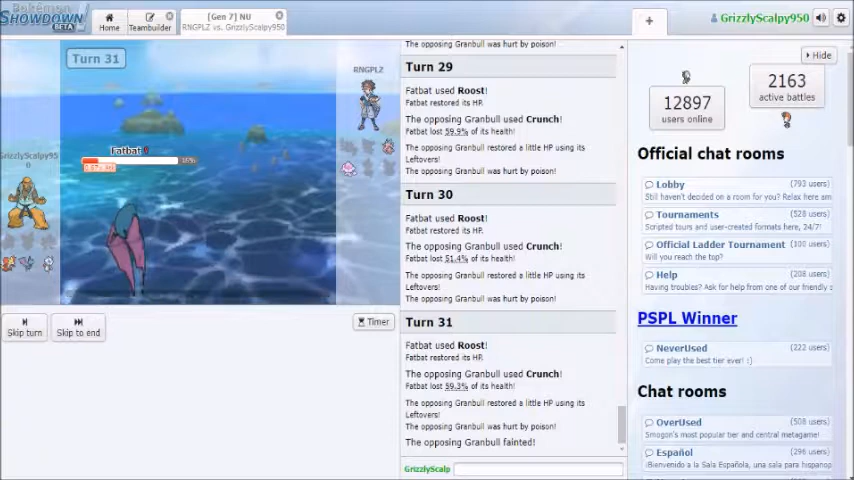 Pokémon
SHOWDOWN
BETA
Home
Teambuilder
[Gen 7] NU
RNGPLZ vs. GrizzlyScalpy950
+
GrizzlyScalpy950
Turn 31
RNGPLZ
GrizzlyScalpy95
0
Fatbat
Skip turn
Skip to end
Timer
The opposing Granbull was hurt by poison!
Turn 29
Fatbat used Roost!
Fatbat restored its HP.
The opposing Granbull used Crunch!
Fatbat lost 59.9% of its health!
The opposing Granbull restored a little HP using its
Leftovers!
The opposing Granbull was hurt by poison!
Turn 30
Fatbat used Roost!
Fatbat restored its HP.
The opposing Granbull used Crunch!
Fatbat lost 51.4% of its health!
The opposing Granbull restored a little HP using its
Leftovers!
The opposing Granbull was hurt by poison!
Turn 31
Fatbat used Roost!
Fatbat restored its HP.
The opposing Granbull used Crunch!
Fatbat lost 59.3% of its health!
The opposing Granbull restored a little HP using its
Leftovers!
The opposing Granbull was hurt by poison!
The opposing Granbull fainted!
GrizzlyScalp
Hide
12897
users online
2163
active battles
Official chat rooms
Lobby (793 users)
Still haven't decided on a room for you? Relax here am
Tournaments (528 users)
Scripted tours and user-created formats here, 24/7!
Official Ladder Tournament (100 users)
Will you reach the top?
Help (208 users)
Having troubles? Ask for help from one of our friendly s
PSPL Winner
NeverUsed (222 users)
Come play the best tier ever! :)
Chat rooms
OverUsed (508 users)
Smogon's most popular tier and central metagame!
Español (296 users)
¡Bienvenido a la Sala Española, una sala para hispanop